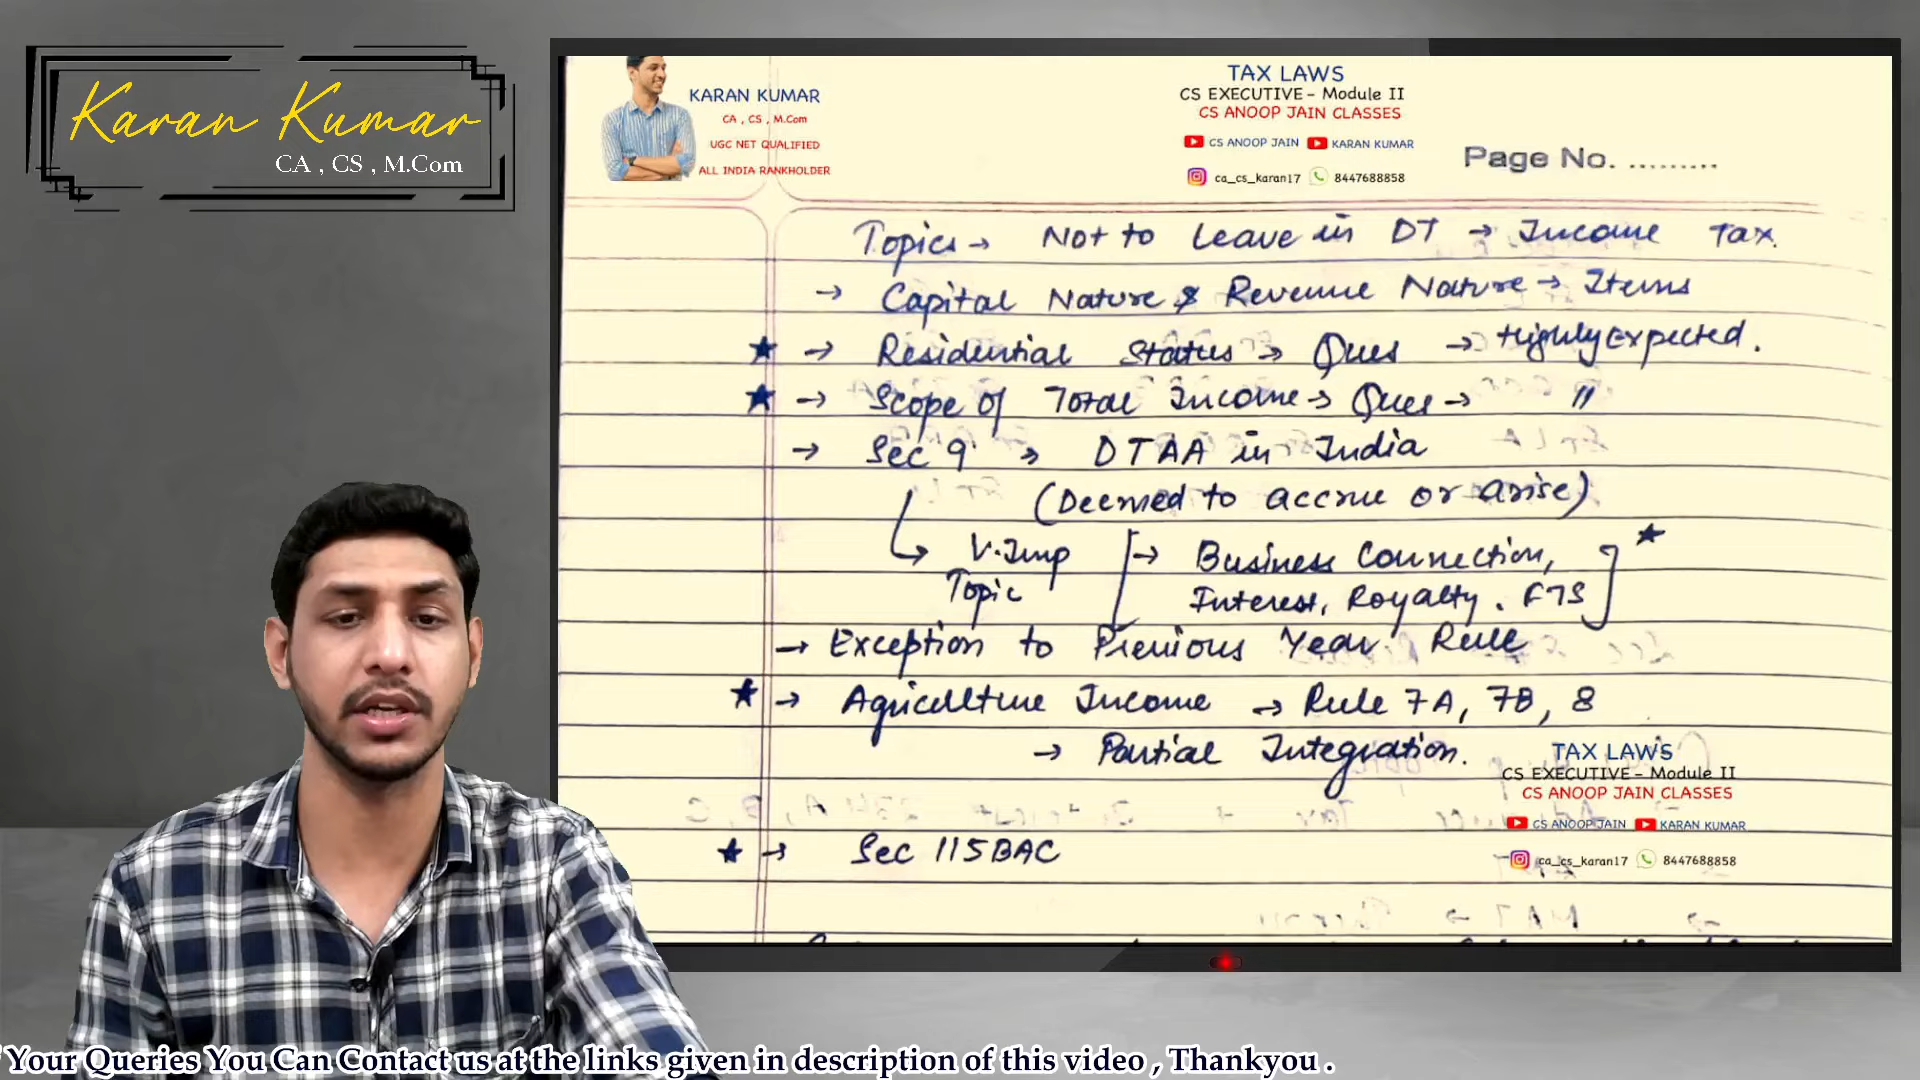 Karan Kumar
CA , CS , M.Com
KARAN KUMAR
CA , CS , M.Com
UGC NET QUALIFIED
ALL INDIA RANKHOLDER
TAX LAWS
CS EXECUTIVE - Module II
CS ANOOP JAIN CLASSES
CS ANOOP JAIN KARAN KUMAR
ca_cs_karan17 8447688858
Page No. .........
Topics → Not to Leave in DT → Income Tax.
→ Capital Nature & Revenue Nature → Items
★ → Residential Status → Ques → Highly Expected.
★ → Scope of Total Income → Ques → "
→ Sec 9 → DTAA in India
(Deemed to accrue or arise)
V.Imp Topic
→ Business Connection,
Interest, Royalty. FTS ★
→ Exception to Previous Year Rule
★ → Agriculture Income → Rule 7A, 7B, 8
→ Partial Integration.
TAX LAWS
CS EXECUTIVE - Module II
CS ANOOP JAIN CLASSES
CS ANOOP JAIN KARAN KUMAR
ca_cs_karan17 8447688858
★ → Sec 115BAC
Your Queries You Can Contact us at the links given in description of this video , Thankyou .